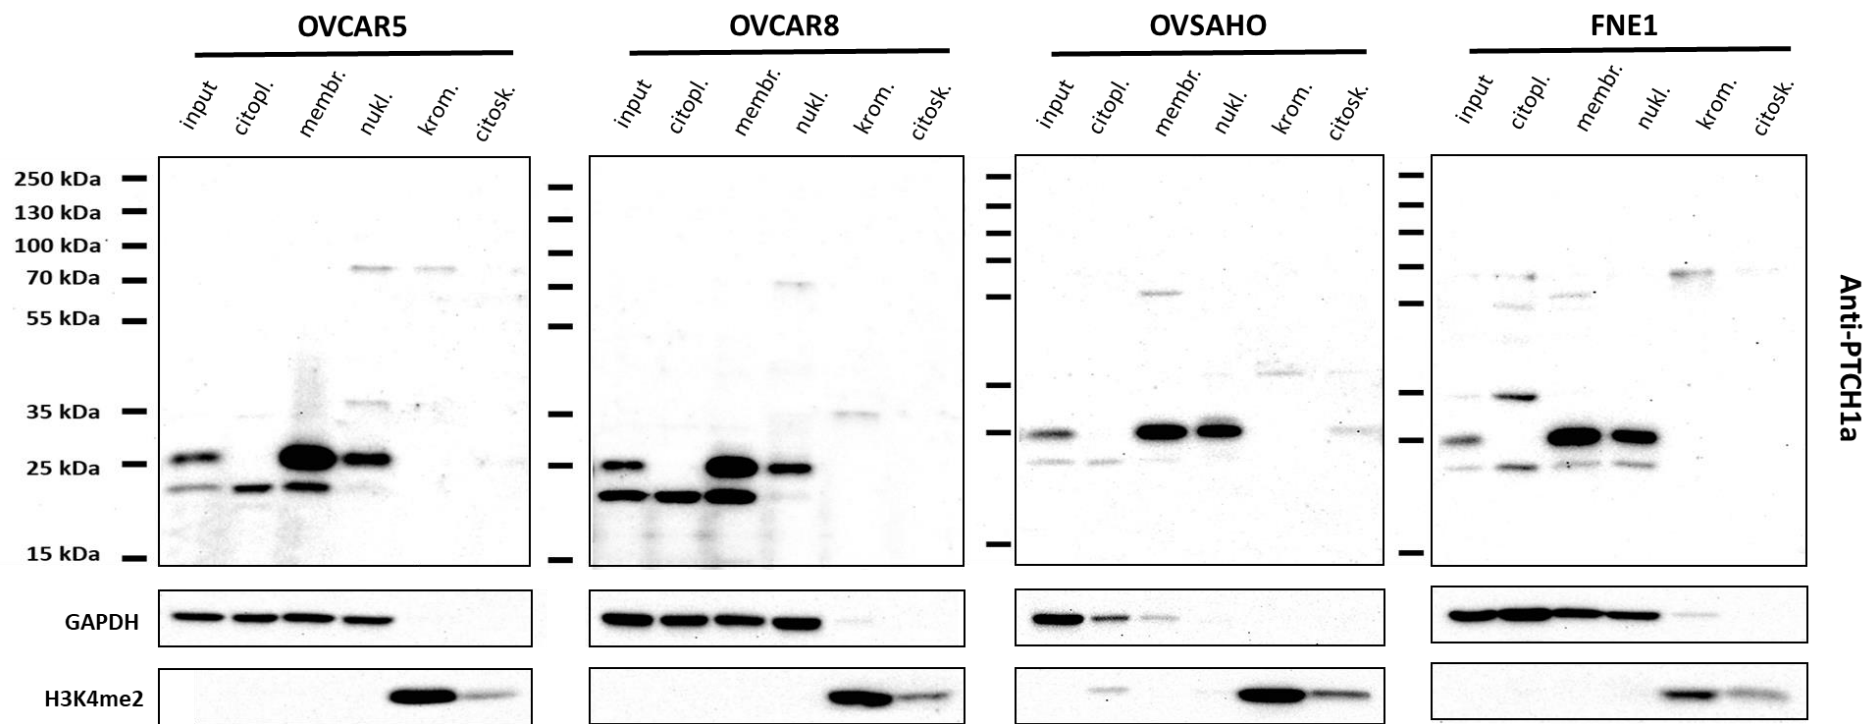 OVCAR5 OVCAR8 OVSAHO FNE1
input citopl. membr. nukl. krom. citosk. input citopl. membr. nukl. krom. citosk. input citopl. membr. nukl. krom. citosk. input citopl. membr. nukl. krom. citosk.
250 kDa
130 kDa
100 kDa
70 kDa
55 kDa
35 kDa
25 kDa
15 kDa
Anti-PTCH1a
GAPDH
H3K4me2